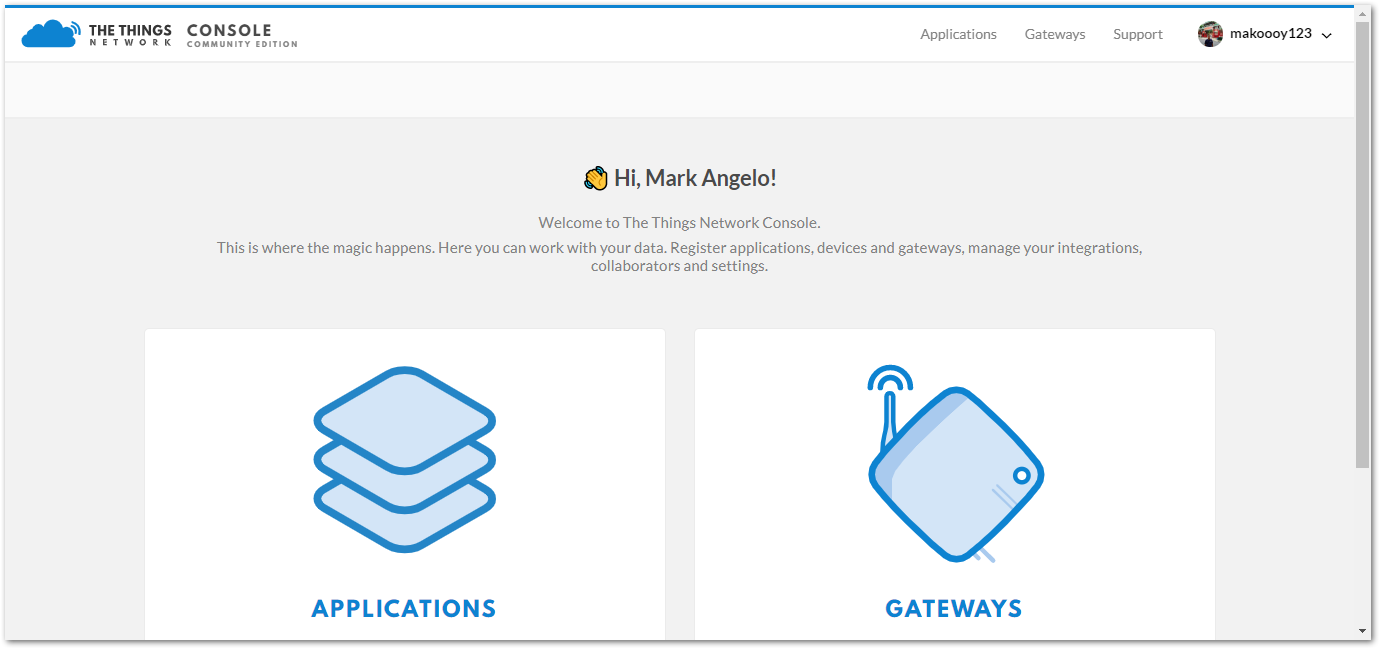 THE THINGS
NETWORK
CONSOLE
COMMUNITY EDITION
Applications
Gateways
Support
makoooy123
👋 Hi, Mark Angelo!
Welcome to The Things Network Console.
This is where the magic happens. Here you can work with your data. Register applications, devices and gateways, manage your integrations,
collaborators and settings.
APPLICATIONS
GATEWAYS